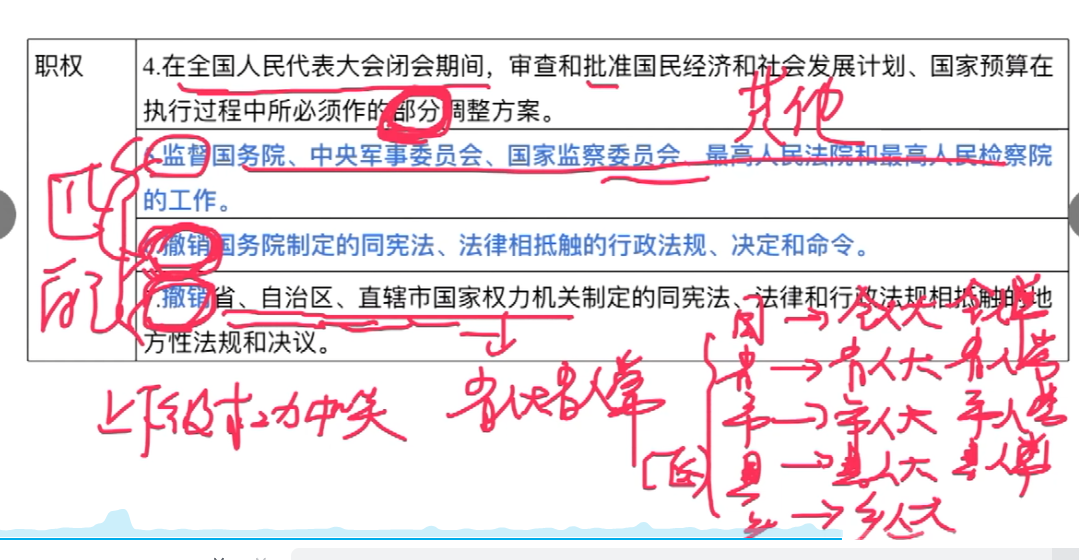 职权
4.在全国人民代表大会闭会期间，审查和批准国民经济和社会发展计划、国家预算在
执行过程中所必须作的部分调整方案。
其他
监督国务院、中央军事委员会、国家监察委员会、最高人民法院和最高人民检察院
的工作。
撤销国务院制定的同宪法、法律相抵触的行政法规、决定和命令。
撤销省、自治区、直辖市国家权力机关制定的同宪法、法律和行政法规相抵触的地
方性法规和决议。
国→全人大 全人常
省→省人大 省人常
市→市人大 市人常
县→县人大 县人常
乡→乡人大
上下级权力机关
省人大省人常